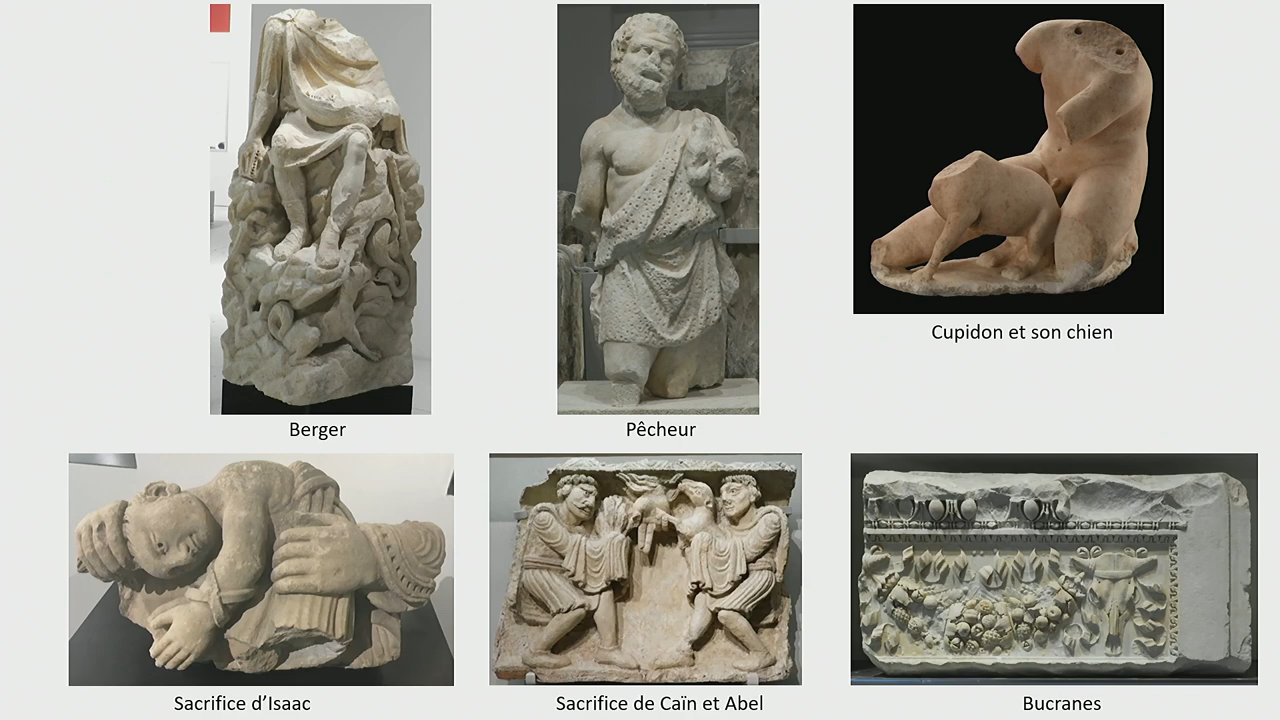 Cupidon et son chien
Berger
Pêcheur
Sacrifice d’Isaac
Sacrifice de Caïn et Abel
Bucranes